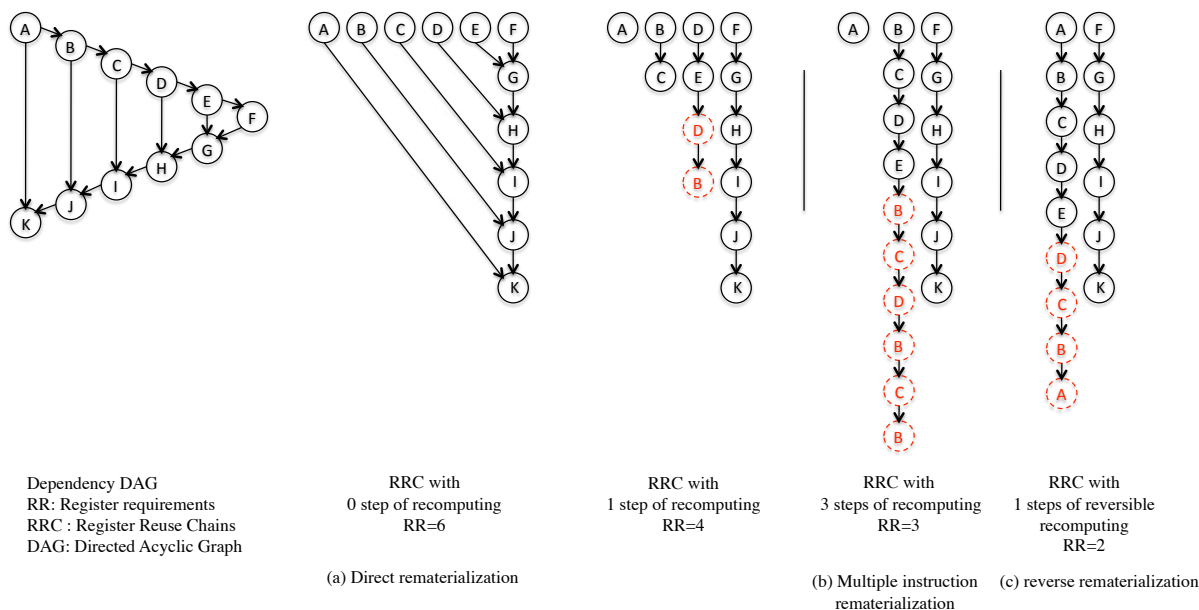 A
B
C
D
E
F
G
H
I
J
K
A B C D E F
G
H
I
J
K
A B D F
C E G
D H
B I
J
K
A B F
C G
D H
E I
B J
C K
D
B
C
B
A F
B G
C H
D I
E J
D K
C
B
A
Dependency DAG
RR: Register requirements
RRC : Register Reuse Chains
DAG: Directed Acyclic Graph
RRC with
0 step of recomputing
RR=6
(a) Direct rematerialization
RRC with
1 step of recomputing
RR=4
RRC with
3 steps of recomputing
RR=3
(b) Multiple instruction
rematerialization
RRC with
1 steps of reversible
recomputing
RR=2
(c) reverse rematerialization